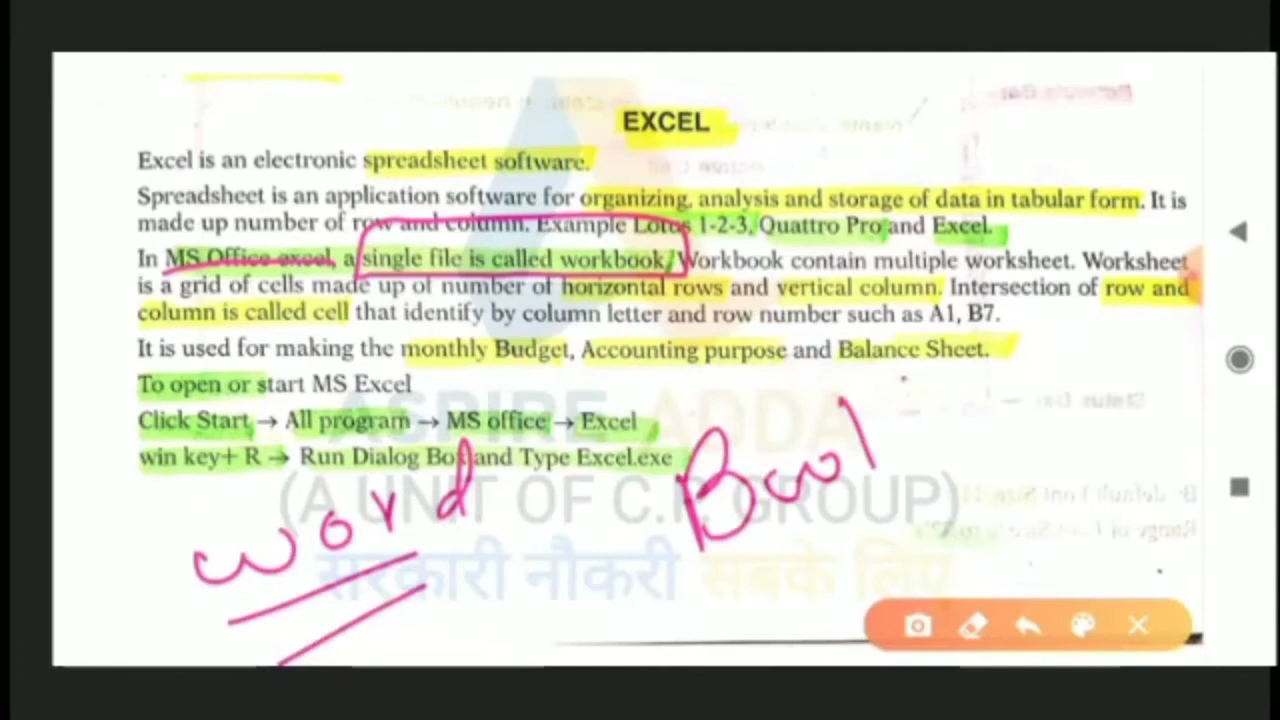 EXCEL
Excel is an electronic spreadsheet software.
Spreadsheet is an application software for organizing, analysis and storage of data in tabular form. It is
made up number of row and column. Example Lotus 1-2-3, Quattro Pro and Excel.
In MS Office excel, a single file is called workbook, Workbook contain multiple worksheet. Worksheet
is a grid of cells made up of number of horizontal rows and vertical column. Intersection of row and
column is called cell that identify by column letter and row number such as A1, B7.
It is used for making the monthly Budget, Accounting purpose and Balance Sheet.
To open or start MS Excel
Click Start → All program → MS office → Excel
win key+ R → Run Dialog Box and Type Excel.exe
ASPIRE ADDA
(A UNIT OF C.P. GROUP)
सरकारी नौकरी सबके लिए
word